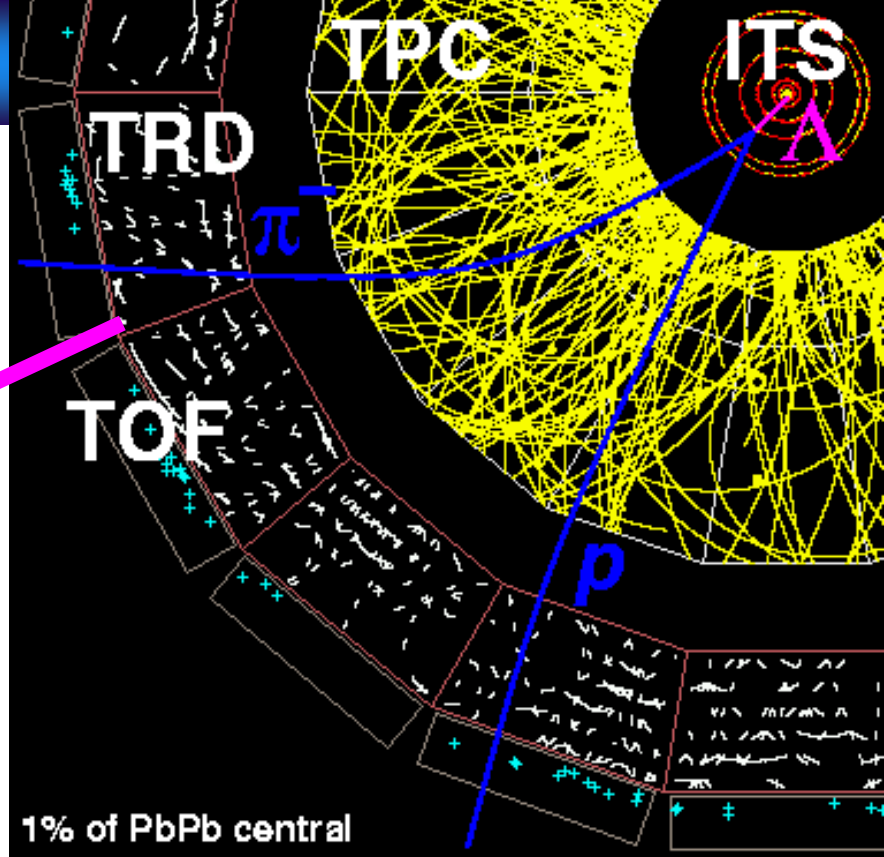 TPC
ITS
TRD
Λ
π⁻
TOF
p
1% of PbPb central